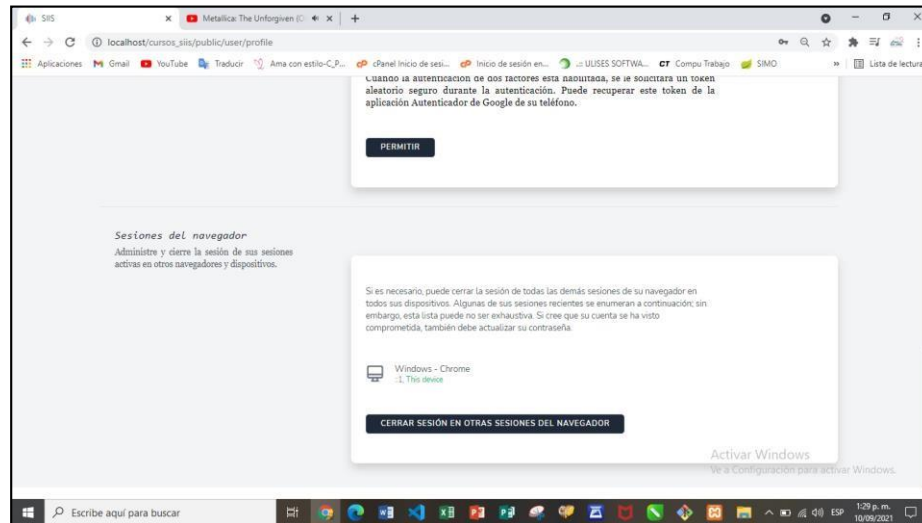 SIIS
Metallica: The Unforgiven (O
localhost/cursos_siis/public/user/profile
Aplicaciones Gmail YouTube Traducir Ama con estilo-C_P... cPanel Inicio de sesi... Inicio de sesión en... .:: ULISES SOFTWA... CT Compu Trabajo SIMO » Lista de lectura
Cuando la autenticación de dos factores está habilitada, se le solicitará un token
aleatorio seguro durante la autenticación. Puede recuperar este token de la
aplicación Autenticador de Google de su teléfono.
PERMITIR
Sesiones del navegador
Administre y cierre la sesión de sus sesiones
activas en otros navegadores y dispositivos.
Si es necesario, puede cerrar la sesión de todas las demás sesiones de su navegador en
todos sus dispositivos. Algunas de sus sesiones recientes se enumeran a continuación; sin
embargo, esta lista puede no ser exhaustiva. Si cree que su cuenta se ha visto
comprometida, también debe actualizar su contraseña.
Windows - Chrome
::1, This device
CERRAR SESIÓN EN OTRAS SESIONES DEL NAVEGADOR
Activar Windows
Ve a Configuración para activar Windows.
Escribe aquí para buscar
ESP
1:29 p. m.
10/09/2021